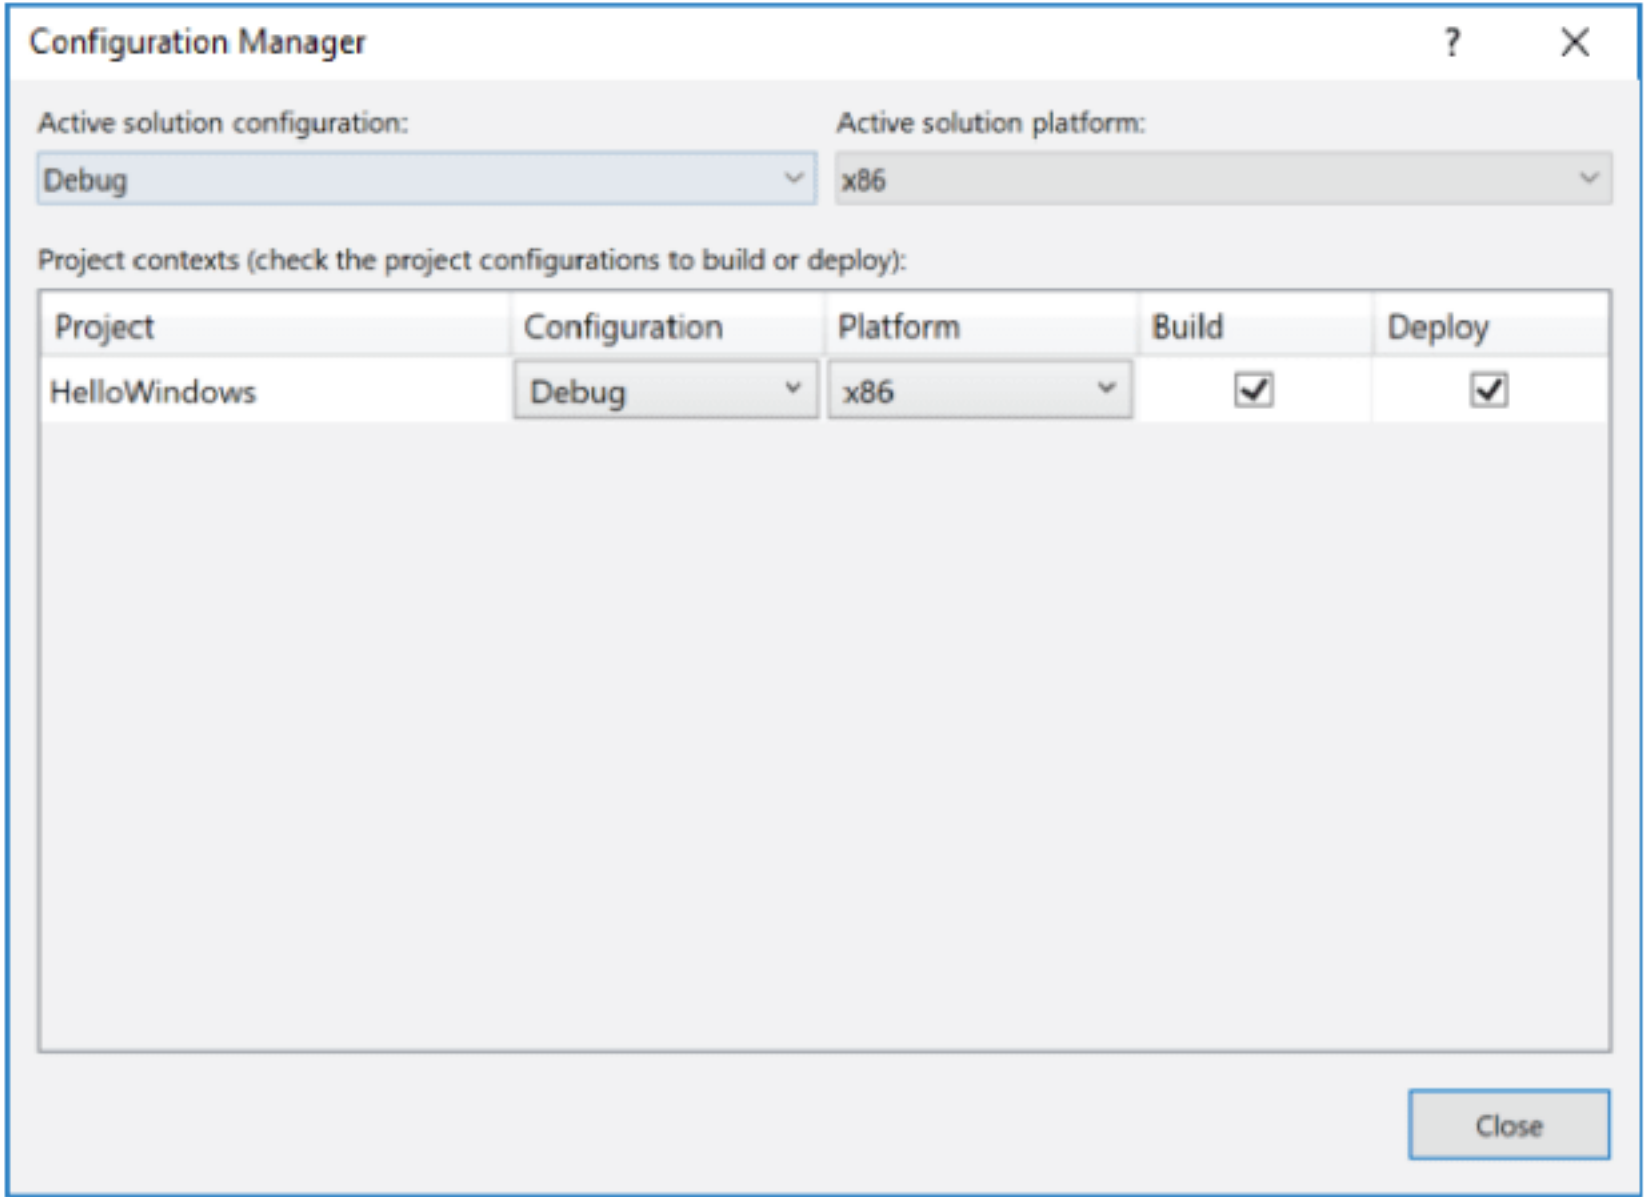 Configuration Manager ?
Active solution configuration: Active solution platform:
Debug x86
Project contexts (check the project configurations to build or deploy):
Project Configuration Platform Build Deploy
HelloWindows Debug x86
Close